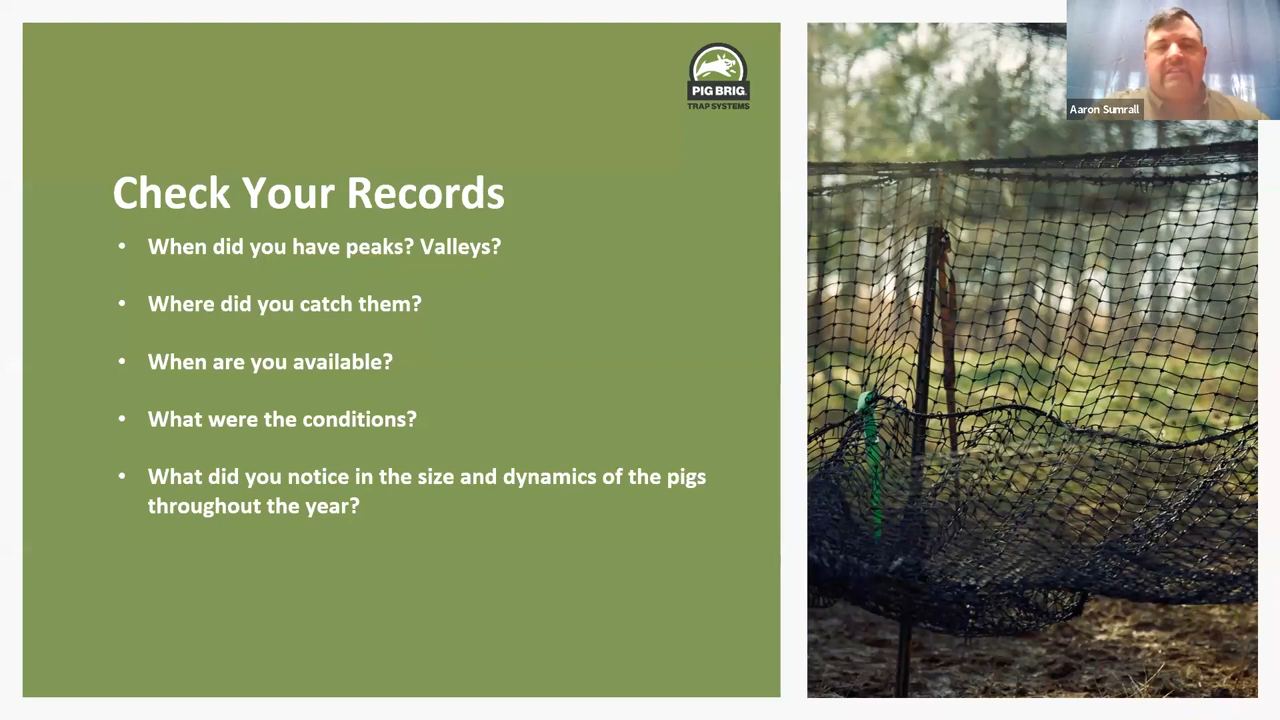 PIG BRIG
TRAP SYSTEMS
Aaron Sumrall
Check Your Records
• When did you have peaks? Valleys?
• Where did you catch them?
• When are you available?
• What were the conditions?
• What did you notice in the size and dynamics of the pigs
throughout the year?